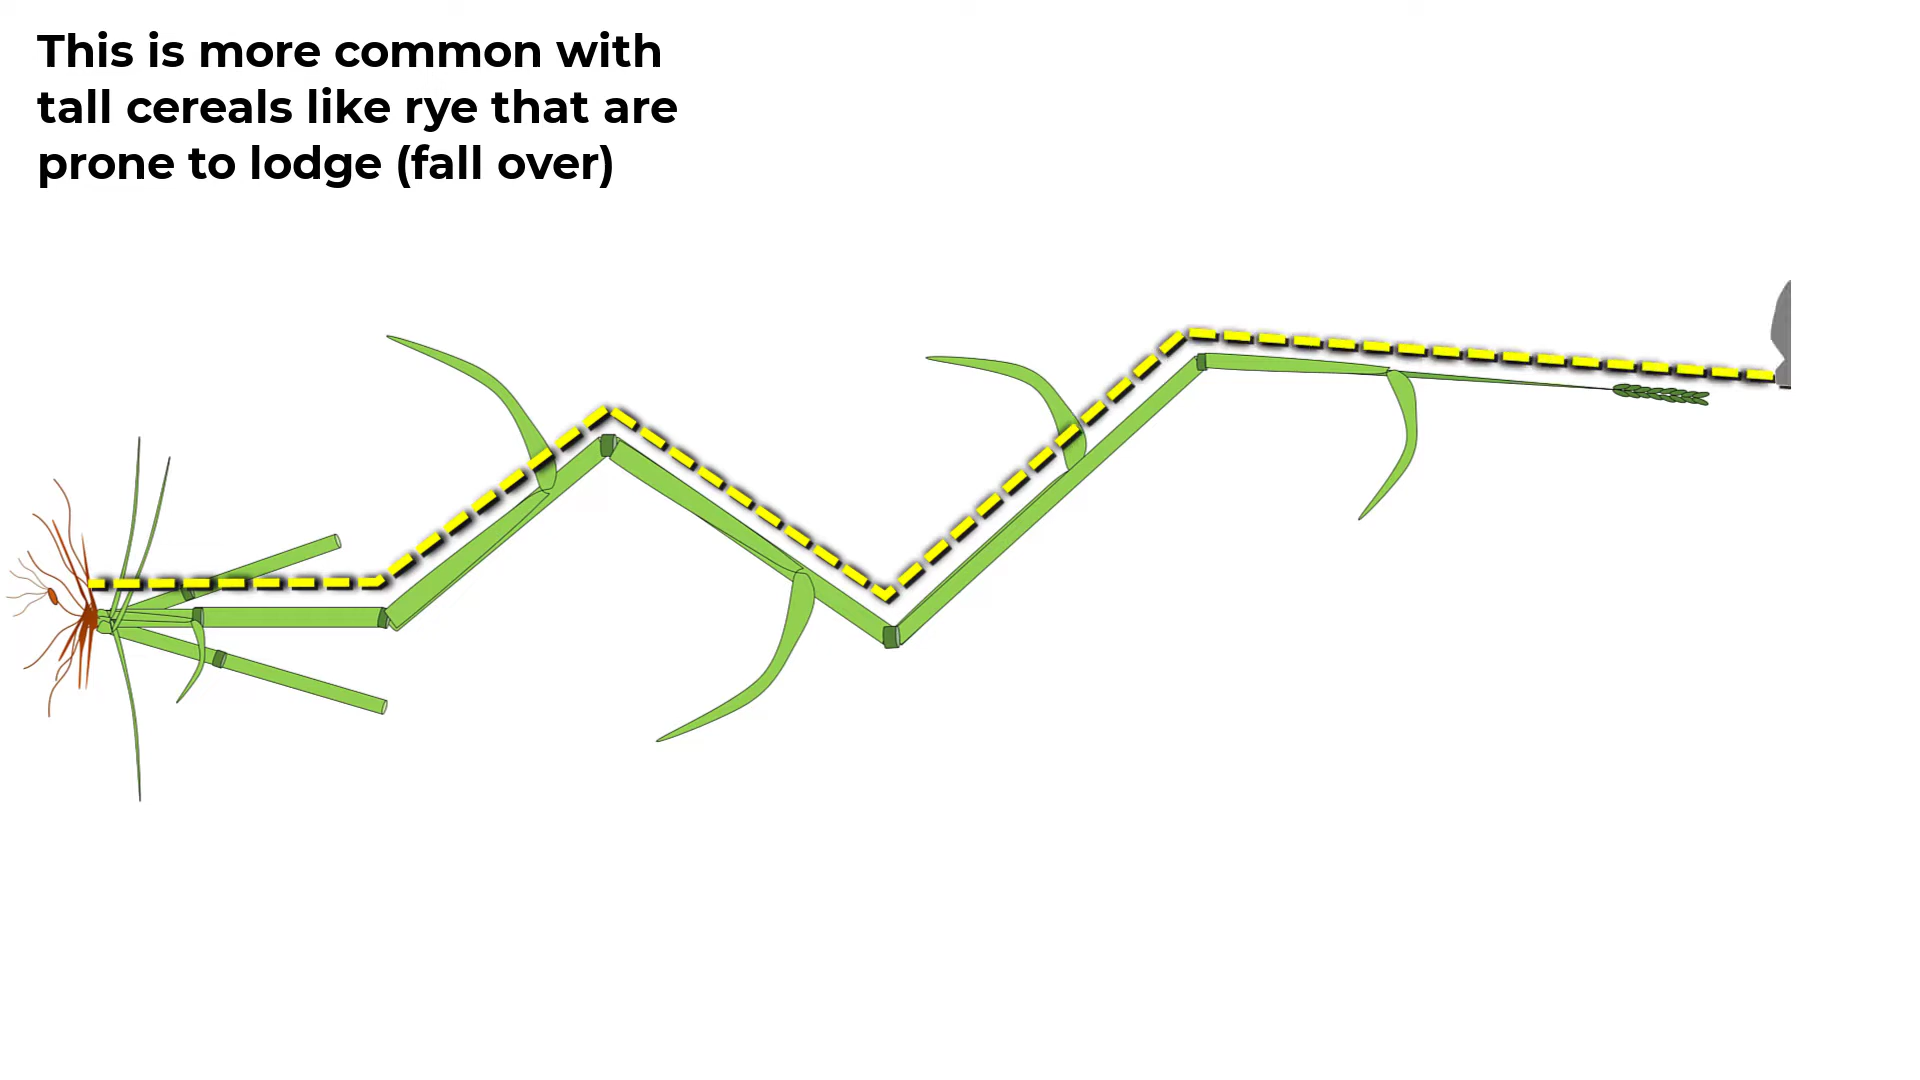 This is more common with
tall cereals like rye that are
prone to lodge (fall over)